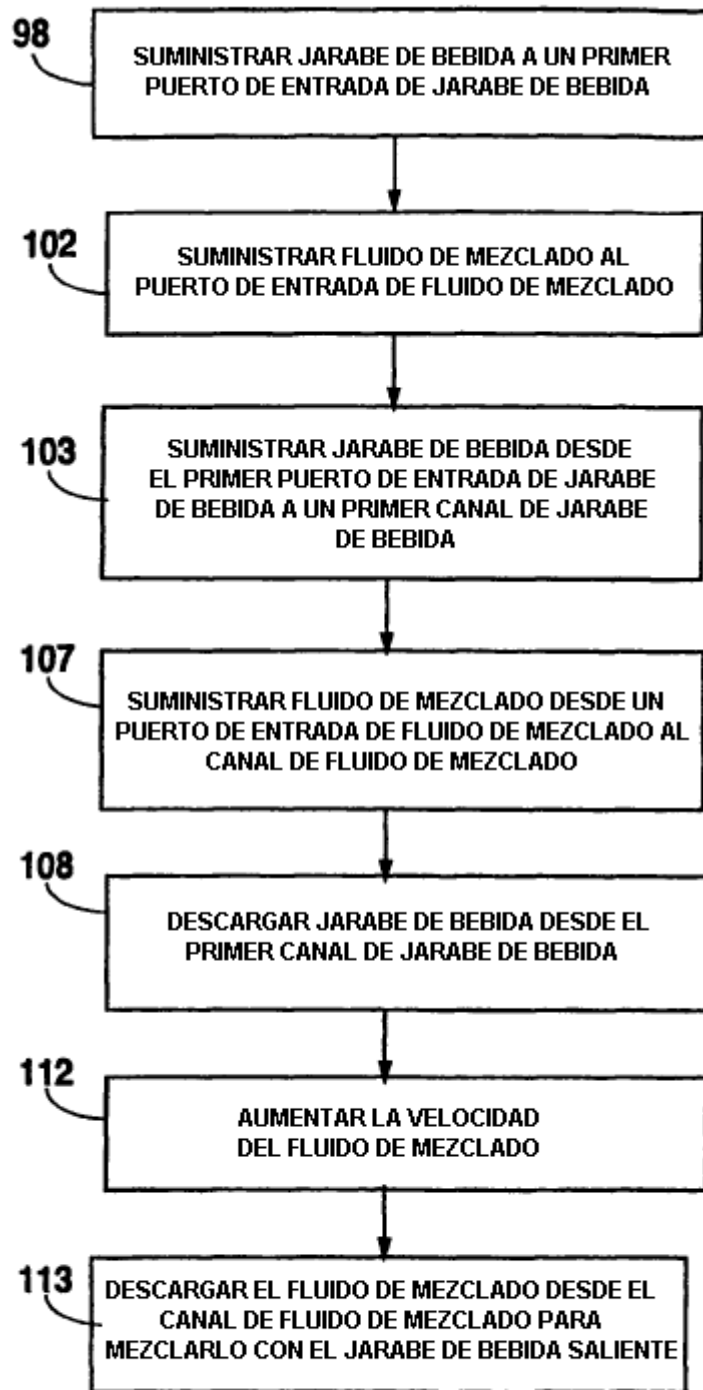 98
SUMINISTRAR JARABE DE BEBIDA A UN PRIMER
PUERTO DE ENTRADA DE JARABE DE BEBIDA
102
SUMINISTRAR FLUIDO DE MEZCLADO AL
PUERTO DE ENTRADA DE FLUIDO DE MEZCLADO
103
SUMINISTRAR JARABE DE BEBIDA DESDE
EL PRIMER PUERTO DE ENTRADA DE JARABE
DE BEBIDA A UN PRIMER CANAL DE JARABE
DE BEBIDA
107
SUMINISTRAR FLUIDO DE MEZCLADO DESDE UN
PUERTO DE ENTRADA DE FLUIDO DE MEZCLADO AL
CANAL DE FLUIDO DE MEZCLADO
108
DESCARGAR JARABE DE BEBIDA DESDE EL
PRIMER CANAL DE JARABE DE BEBIDA
112
AUMENTAR LA VELOCIDAD
DEL FLUIDO DE MEZCLADO
113
DESCARGAR EL FLUIDO DE MEZCLADO DESDE EL
CANAL DE FLUIDO DE MEZCLADO PARA
MEZCLARLO CON EL JARABE DE BEBIDA SALIENTE